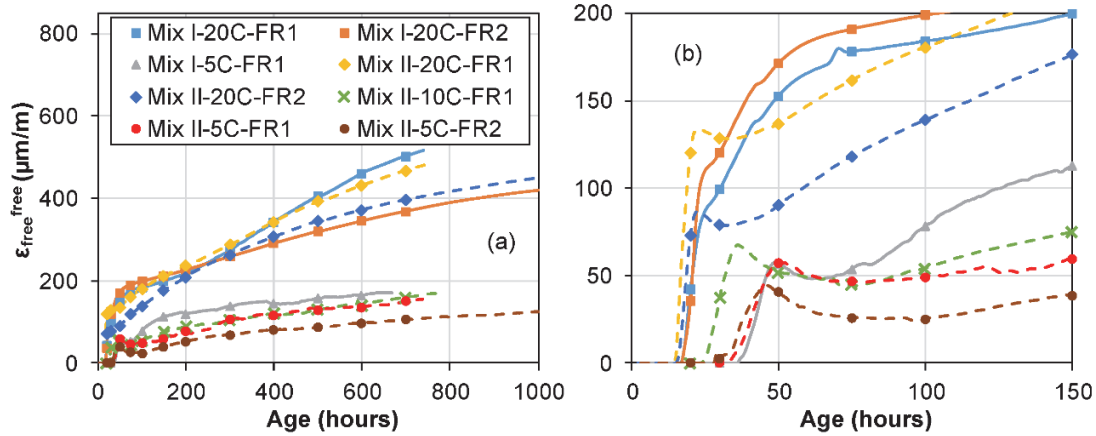 800
600
400
200
0
ε_free^free (µm/m)
Mix I-20C-FR1
Mix I-20C-FR2
Mix I-5C-FR1
Mix II-20C-FR1
Mix II-20C-FR2
Mix II-10C-FR1
Mix II-5C-FR1
Mix II-5C-FR2
(a)
0 200 400 600 800 1000
Age (hours)
200
150
100
50
0
(b)
0 50 100 150
Age (hours)